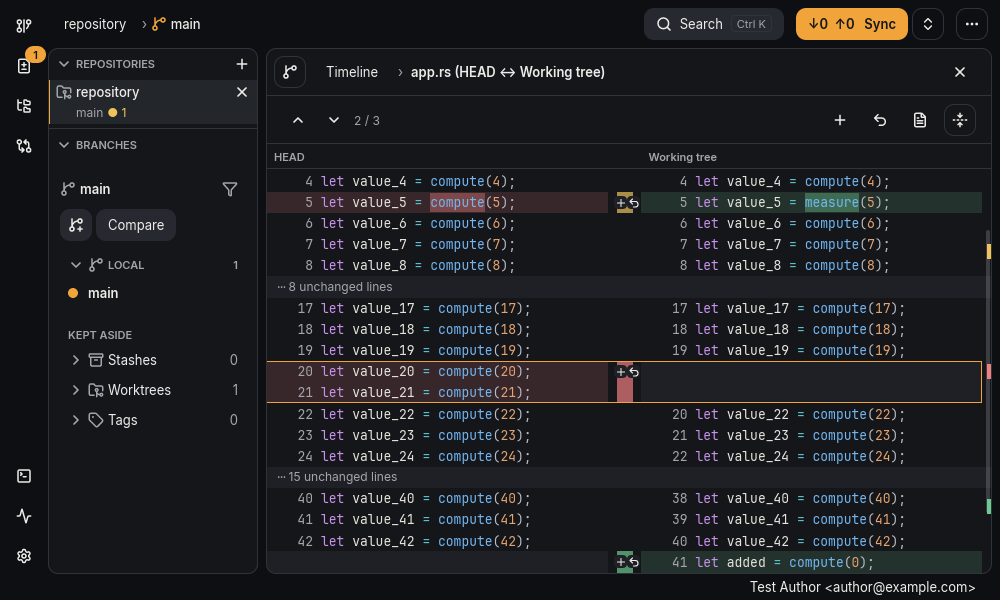 repository › main
Search Ctrl K
↓0 ↑0 Sync
1
REPOSITORIES
repository
main 1
BRANCHES
main
Compare
LOCAL 1
main
KEPT ASIDE
Stashes 0
Worktrees 1
Tags 0
Timeline › app.rs (HEAD ↔ Working tree)
2 / 3
HEAD
Working tree
4 let value_4 = compute(4); 4 let value_4 = compute(4);
5 let value_5 = compute(5); 5 let value_5 = measure(5);
6 let value_6 = compute(6); 6 let value_6 = compute(6);
7 let value_7 = compute(7); 7 let value_7 = compute(7);
8 let value_8 = compute(8); 8 let value_8 = compute(8);
··· 8 unchanged lines
17 let value_17 = compute(17); 17 let value_17 = compute(17);
18 let value_18 = compute(18); 18 let value_18 = compute(18);
19 let value_19 = compute(19); 19 let value_19 = compute(19);
20 let value_20 = compute(20);
21 let value_21 = compute(21);
22 let value_22 = compute(22); 20 let value_22 = compute(22);
23 let value_23 = compute(23); 21 let value_23 = compute(23);
24 let value_24 = compute(24); 22 let value_24 = compute(24);
··· 15 unchanged lines
40 let value_40 = compute(40); 38 let value_40 = compute(40);
41 let value_41 = compute(41); 39 let value_41 = compute(41);
42 let value_42 = compute(42); 40 let value_42 = compute(42);
41 let added = compute(0);
Test Author <author@example.com>